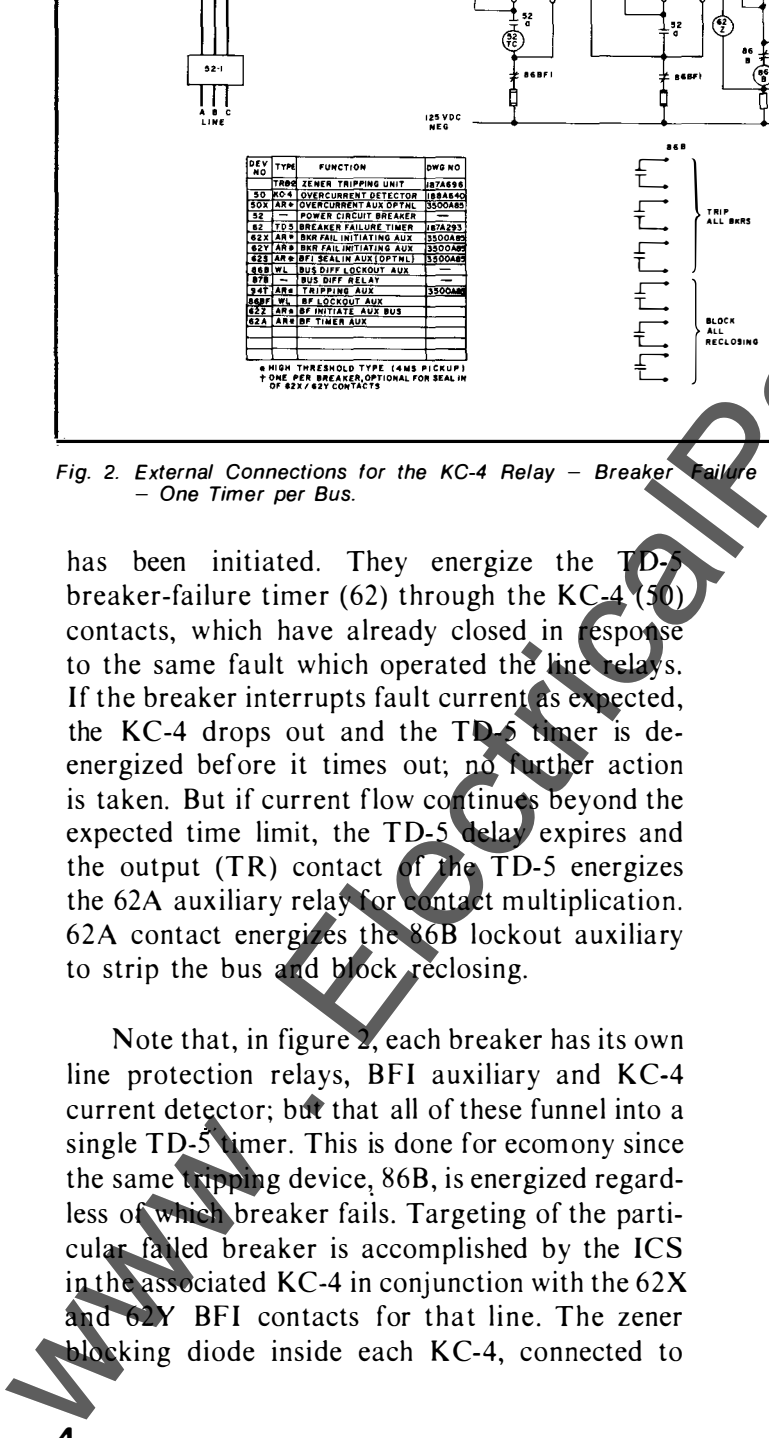 52
a
52
TC
86BFI
52
a
86BFI
62
Z
86
B
86
B
52-1
A B C
LINE
125 VDC
NEG
86B
TRIP
ALL BKRS
BLOCK
ALL
RECLOSING
DEV NO TYPE FUNCTION DWG NO
TRB2 ZENER TRIPPING UNIT 187A696
50 KC-4 OVERCURRENT DETECTOR 188A640
50X AR* OVERCURRENT AUX OPTNL 3500A85
52 — POWER CIRCUIT BREAKER —
62 TD5 BREAKER FAILURE TIMER 187A293
62X AR* BKR FAIL INITIATING AUX 3500A85
62Y AR* BKR FAIL INITIATING AUX 3500A85
62S AR* BFI SEAL IN AUX (OPTNL) 3500A85
86B WL BUS DIFF LOCKOUT AUX —
87B — BUS DIFF RELAY —
94T AR* TRIPPING AUX 3500A85
86BF WL BF LOCKOUT AUX
62Z AR* BF INITIATE AUX BUS
62A AR* BF TIMER AUX
* HIGH THRESHOLD TYPE (4MS PICKUP)
† ONE PER BREAKER, OPTIONAL FOR SEAL IN
OF 62X/62Y CONTACTS
Fig. 2. External Connections for the KC-4 Relay – Breaker Failure
– One Timer per Bus.
has been initiated. They energize the TD-5
breaker-failure timer (62) through the KC-4 (50)
contacts, which have already closed in response
to the same fault which operated the line relays.
If the breaker interrupts fault current as expected,
the KC-4 drops out and the TD-5 timer is de-
energized before it times out; no further action
is taken. But if current flow continues beyond the
expected time limit, the TD-5 delay expires and
the output (TR) contact of the TD-5 energizes
the 62A auxiliary relay for contact multiplication.
62A contact energizes the 86B lockout auxiliary
to strip the bus and block reclosing.
Note that, in figure 2, each breaker has its own
line protection relays, BFI auxiliary and KC-4
current detector; but that all of these funnel into a
single TD-5 timer. This is done for ecomony since
the same tripping device, 86B, is energized regard-
less of which breaker fails. Targeting of the parti-
cular failed breaker is accomplished by the ICS
in the associated KC-4 in conjunction with the 62X
and 62Y BFI contacts for that line. The zener
blocking diode inside each KC-4, connected to
4
www.ElectricalPa